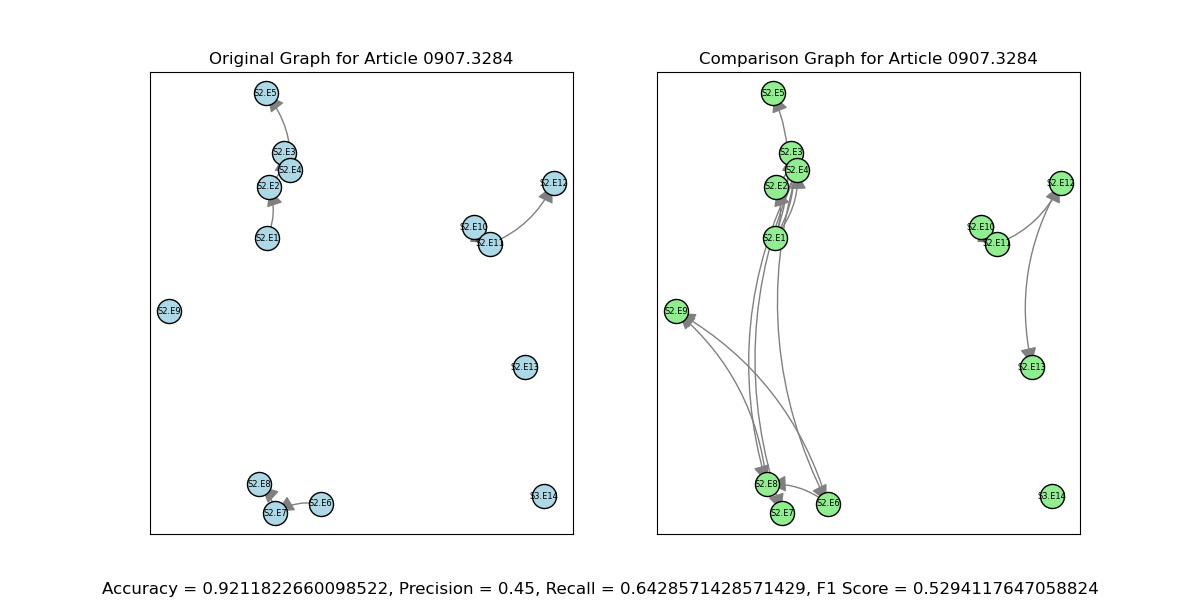 Original Graph for Article 0907.3284
Comparison Graph for Article 0907.3284
S2.E5
S2.E3
S2.E4
S2.E2
S2.E12
S2.E10
S2.E11
S2.E1
S2.E9
S2.E13
S2.E8
S2.E7
S2.E6
S3.E14
S2.E5
S2.E3
S2.E4
S2.E2
S2.E12
S2.E10
S2.E11
S2.E1
S2.E9
S2.E13
S2.E8
S2.E7
S2.E6
S3.E14
Accuracy = 0.9211822660098522, Precision = 0.45, Recall = 0.6428571428571429, F1 Score = 0.5294117647058824